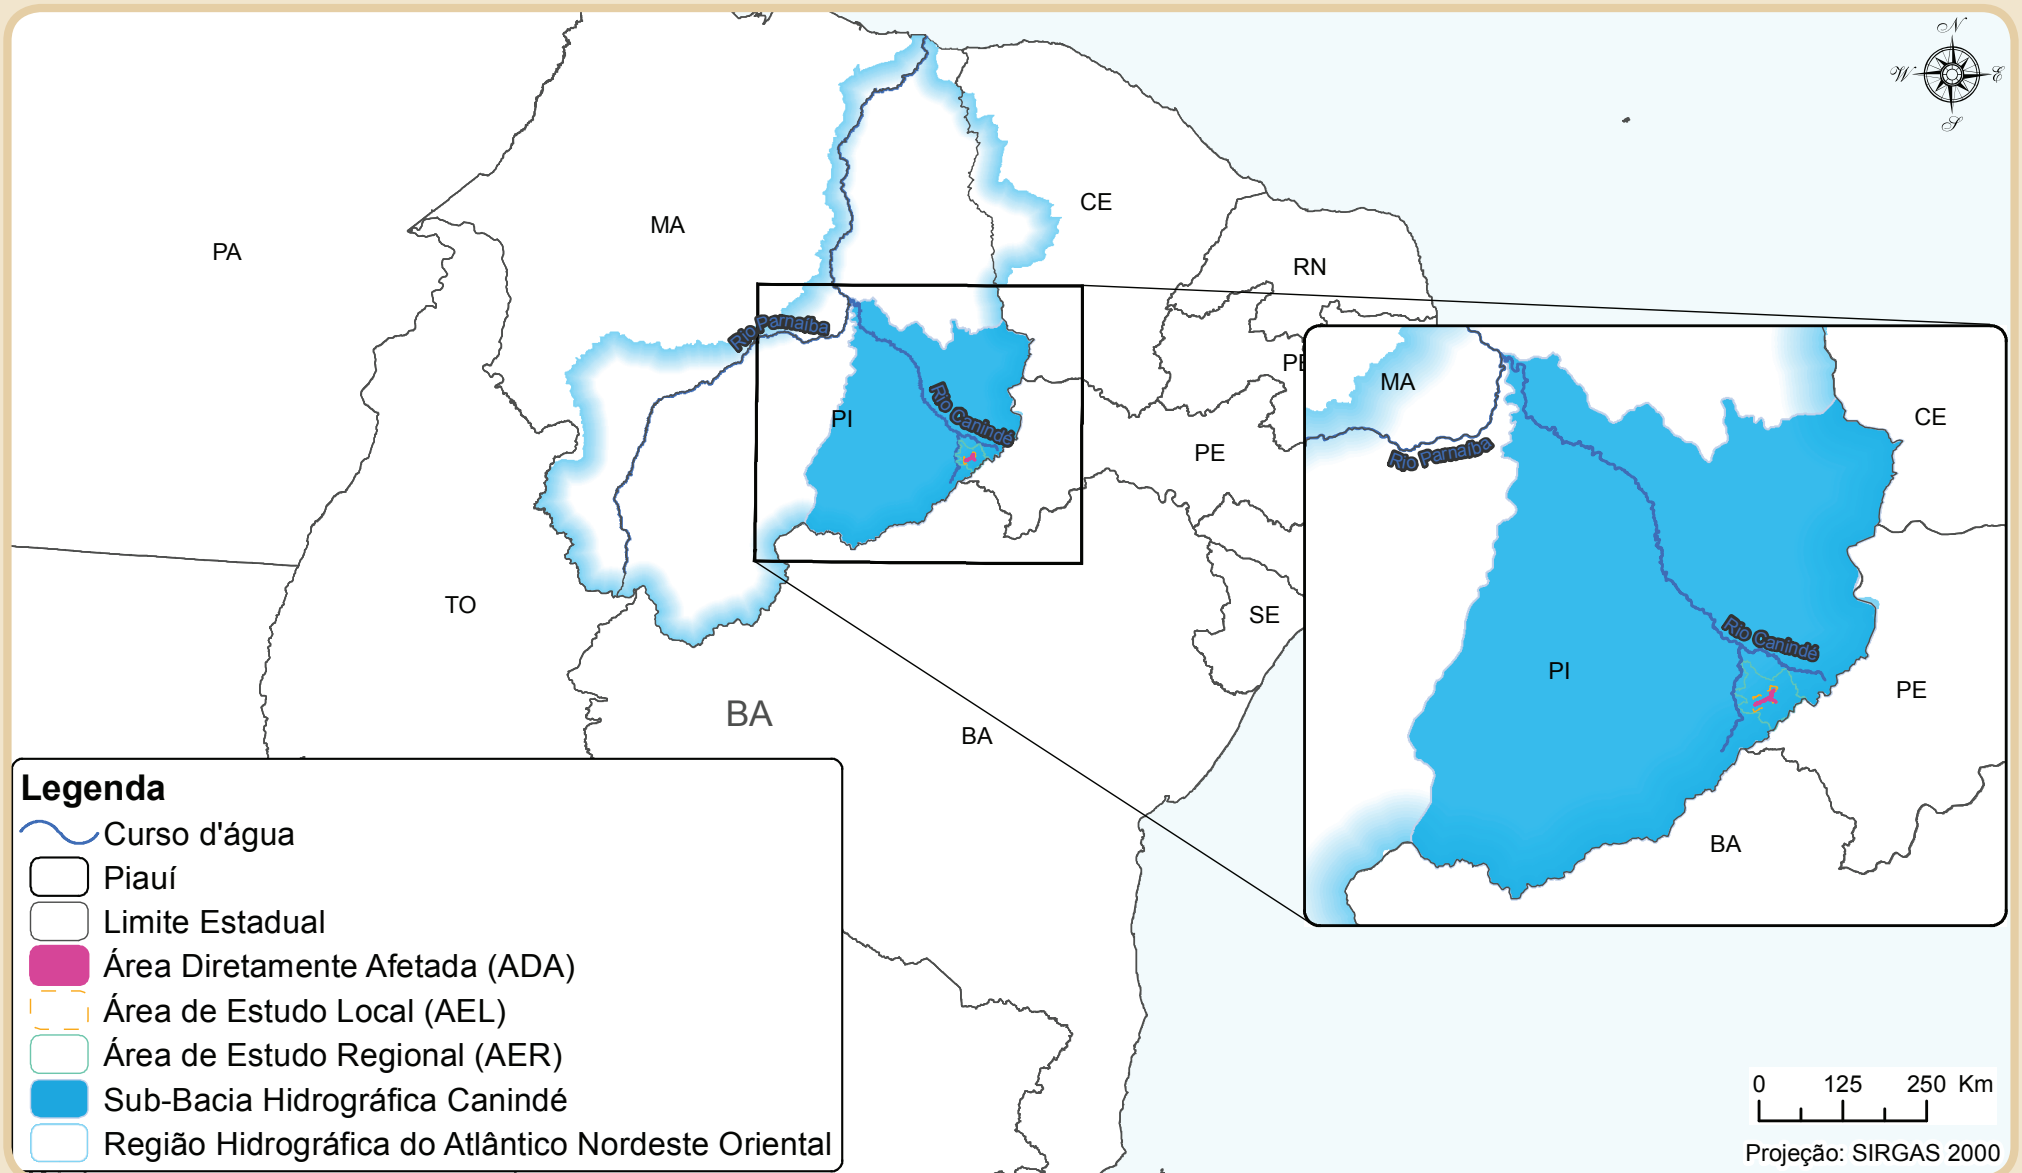 N
W
E
S
PA
MA
CE
RN
Rio Parnaíba
PI
Rio Canindé
PE
TO
SE
BA
BA
MA
CE
Rio Parnaíba
Rio Canindé
PI
PE
BA
Legenda
Curso d'água
Piauí
Limite Estadual
Área Diretamente Afetada (ADA)
Área de Estudo Local (AEL)
Área de Estudo Regional (AER)
Sub-Bacia Hidrográfica Canindé
Região Hidrográfica do Atlântico Nordeste Oriental
0 125 250 Km
Projeção: SIRGAS 2000